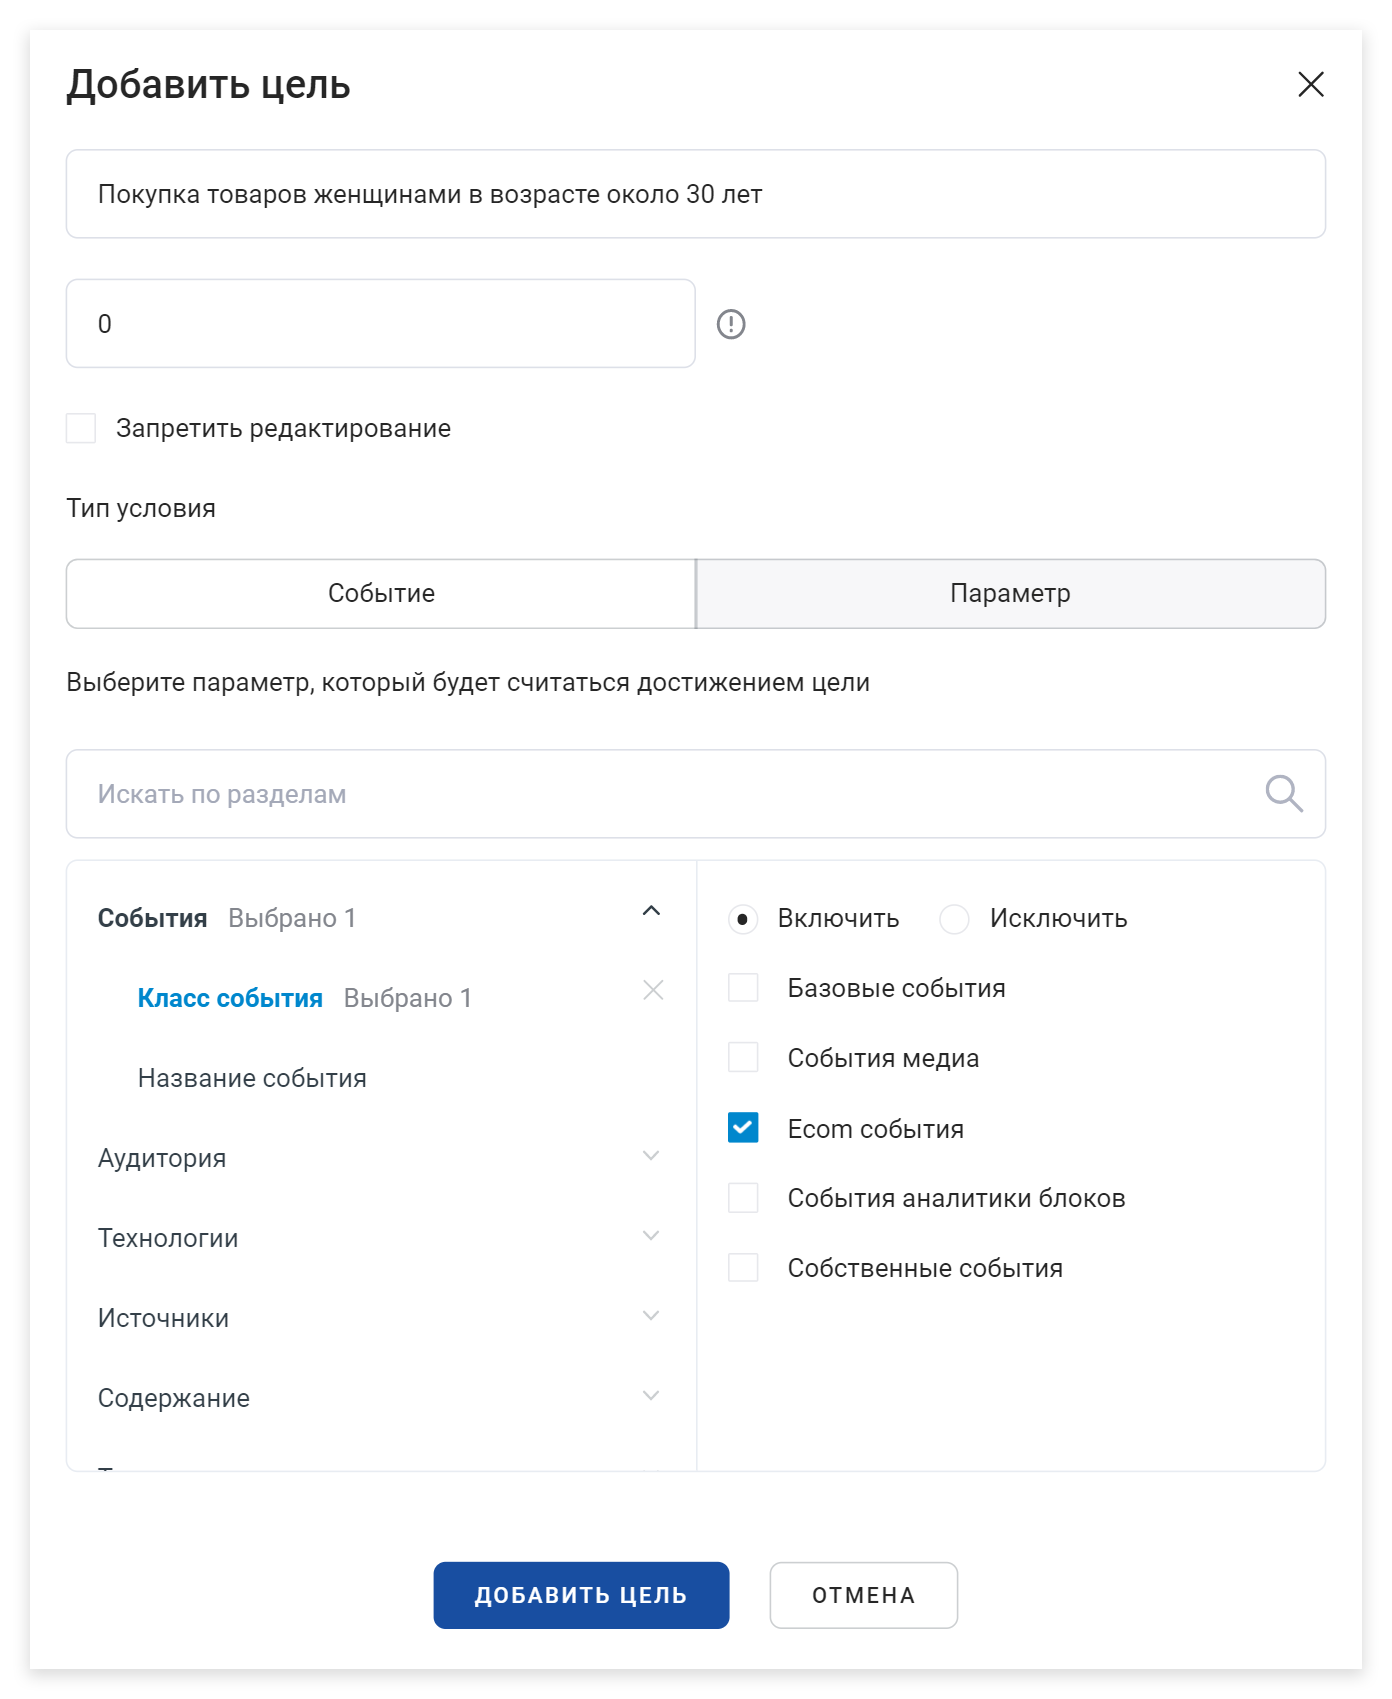 Добавить цель
Покупка товаров женщинами в возрасте около 30 лет
0
Запретить редактирование
Тип условия
Событие
Параметр
Выберите параметр, который будет считаться достижением цели
Искать по разделам
События Выбрано 1
Класс события Выбрано 1
Название события
Аудитория
Технологии
Источники
Содержание
Включить
Исключить
Базовые события
События медиа
Ecom события
События аналитики блоков
Собственные события
ДОБАВИТЬ ЦЕЛЬ
ОТМЕНА